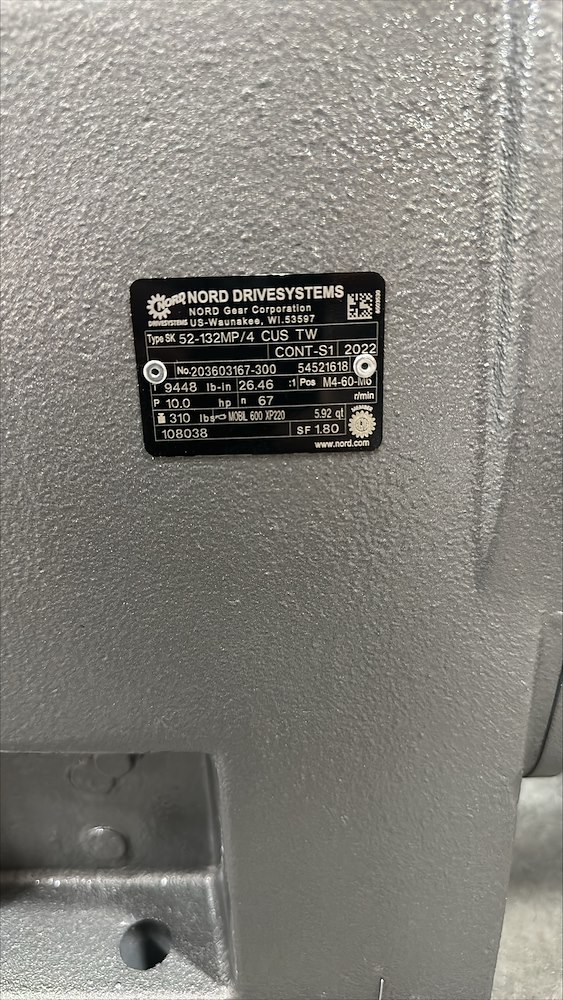 NORD
DRIVESYSTEMS
NORD DRIVESYSTEMS
NORD Gear Corporation
US-Waunakee, WI.53597
Type SK 52-132MP/4 CUS TW
CONT-S1 2022
No. 203603167-300 54521618
9448 lb-in 26.46 :1 Pos M4-60-M6
P 10.0 hp n 67 r/min
310 lbs MOBIL 600 XP220 5.92 qt
108038 SF 1.80
www.nord.com